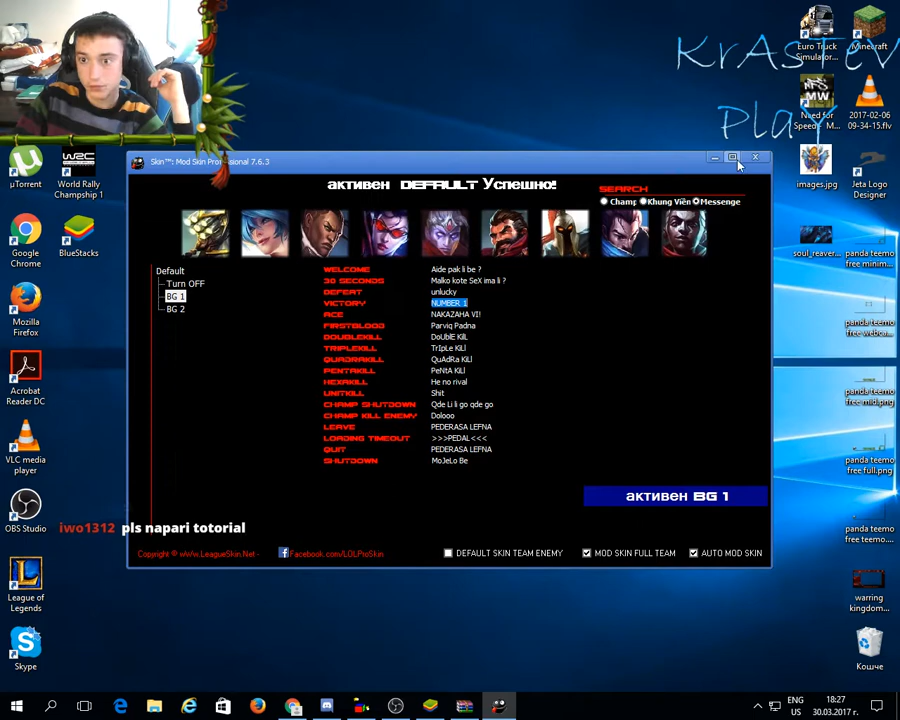 KrAsTeV
Play
Euro Truck
Simulator...
Minecraft
Need for
Speed - M...
2017-02-06
09-34-15.flv
µTorrent
World Rally
Champship 1
images.jpg
Jeta Logo
Designer
Google
Chrome
BlueStacks
soul_reaver...
panda teemo
free minim...
Mozilla
Firefox
panda teemo
free webca...
Acrobat
Reader DC
panda teemo
free mid.png
VLC media
player
panda teemo
free full.png
OBS Studio
panda teemo
free teemo...
League of
Legends
warring
kingdom...
Skype
Кошче
Skin™: Mod Skin Professional 7.6.3
активен DEFAULT Успешно!
SEARCH
Champ Khung Viền Messenge
Default
Turn OFF
BG 1
BG 2
WELCOME Aide pak li be ?
30 SECONDS Malko kote SeX ima li ?
DEFEAT unlucky
VICTORY NUMBER 1
ACE NAKAZAHA VI!
FIRSTBLOOD Parviq Padna
DOUBLEKILL DoUblE KilL
TRIPLEKILL TrIpLe KiLl
QUADRAKILL QuAdRa KiLl
PENTAKILL PeNtA KiLl
HEXAKILL He no rival
UNITKILL Shit
CHAMP SHUTDOWN Qde Li li go qde go
CHAMP KILL ENEMY Dolooo
LEAVE PEDERASA LEFNA
LOADING TIMEOUT >>>PEDAL<<<
QUIT PEDERASA LEFNA
SHUTDOWN MoJeLo Be
активен BG 1
iwo1312 pls napari totorial
Copyright ® wWw.LeagueSkin.Net -
Facebook.com/LOLProSkin
DEFAULT SKIN TEAM ENEMY
MOD SKIN FULL TEAM
AUTO MOD SKIN
ENG
УС
18:27
30.03.2017 г.